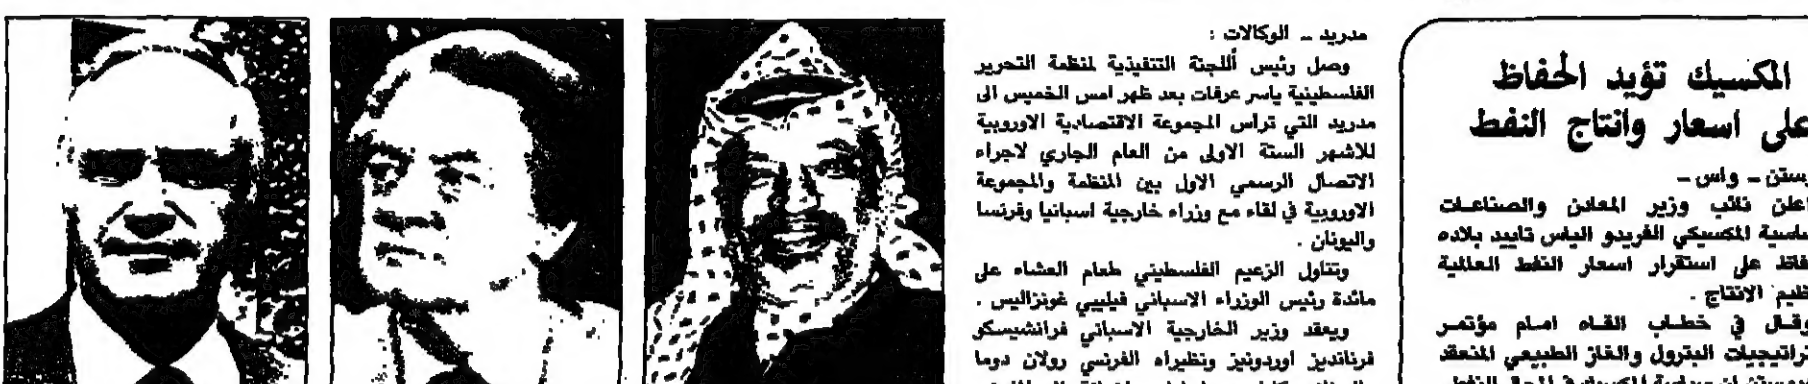 المكسيك تؤيد الحفاظ
على اسعار وانتاج النفط
ـ واس ـ
اعلن نائب وزير المعادن والصناعات
المكسيكي الفريدو الياس تاييد بلاده
على استقرار اسعار النفط العالمية
الانتاج .
وقال في خطاب القاه امام مؤتمر
البترول والغاز الطبيعي المنعقد
مدريد ـ الوكالات :
وصل رئيس أللجنة التنفيذية لمنظمة التحرير
الفلسطينية ياسر عرفات بعد ظهر امس الخميس الى
مدريد التي تراس المجموعة الاقتصادية الاوروبية
للاشهر الستة الاولى من العام الجاري لاجراء
الاتصال الرسمي الاول بين المنظمة والمجموعة
الاوروبية في لقاء مع وزراء خارجية اسبانيا وفرنسا
واليونان .
وتناول الزعيم الفلسطيني طعام العشاء على
مائدة رئيس الوزراء الاسباني فيليبي غونزاليس .
ويعقد وزير الخارجية الاسباني فرانشيسكو
فرنانديز اوردونيز ونظيراه الفرنسي رولان دوما